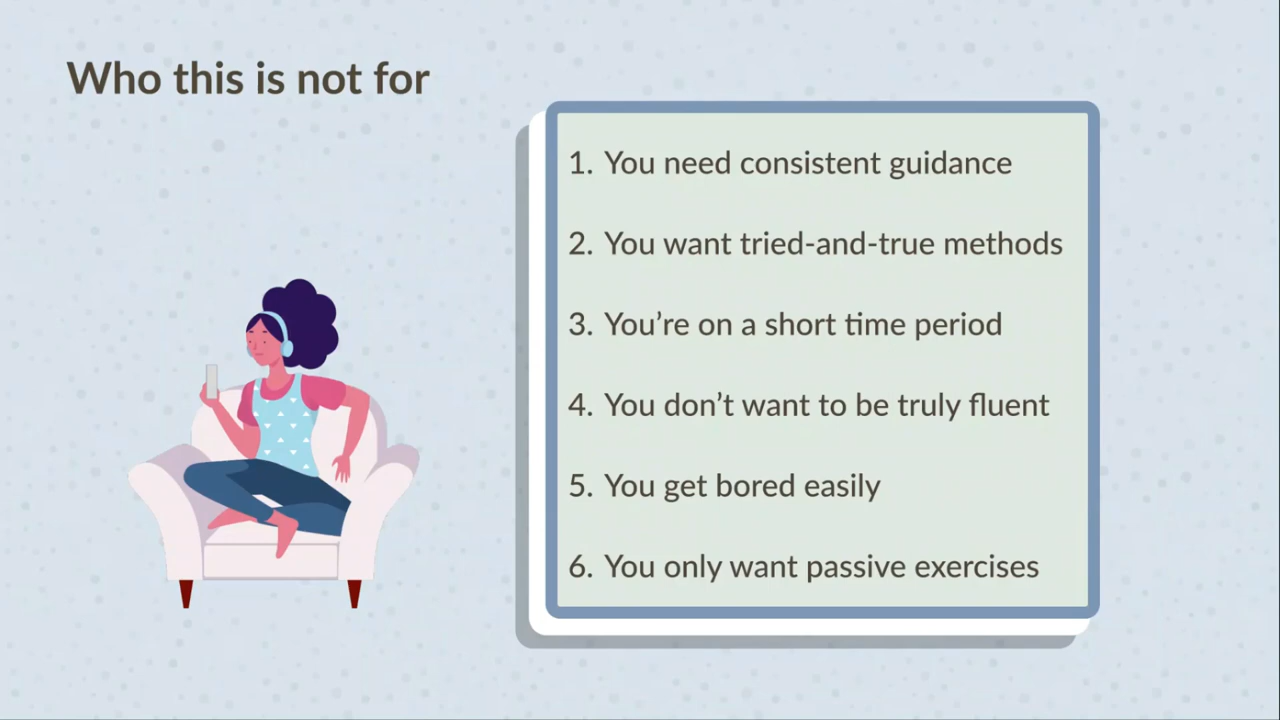 Who this is not for
1. You need consistent guidance
2. You want tried-and-true methods
3. You’re on a short time period
4. You don’t want to be truly fluent
5. You get bored easily
6. You only want passive exercises